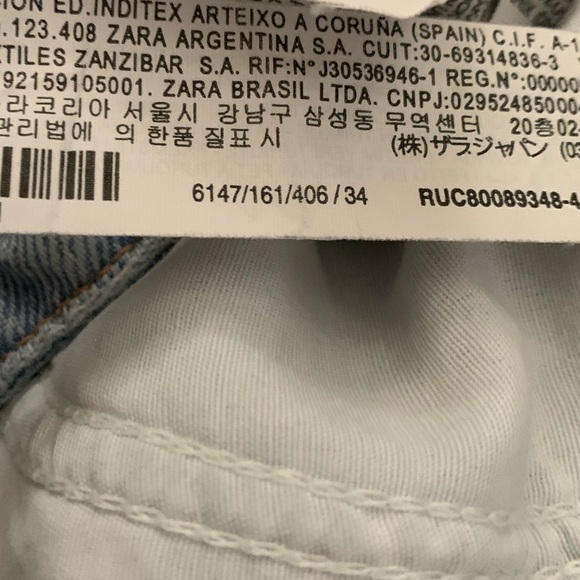 ED.INDITEX ARTEIXO A CORUÑA (SPAIN) C.I.F. A-1
.123.408 ZARA ARGENTINA S.A. CUIT:30-69314836-3
TILES ZANZIBAR S.A. RIF:N°J30536946-1 REG.N°:00000
92159105001. ZARA BRASIL LTDA. CNPJ:0295248500
라코리아 서울시 강남구 삼성동 무역센터 20층02
관리법에 의한품질표시 (株)ザラジャパン (03
6147/161/406/34 RUC80089348-4